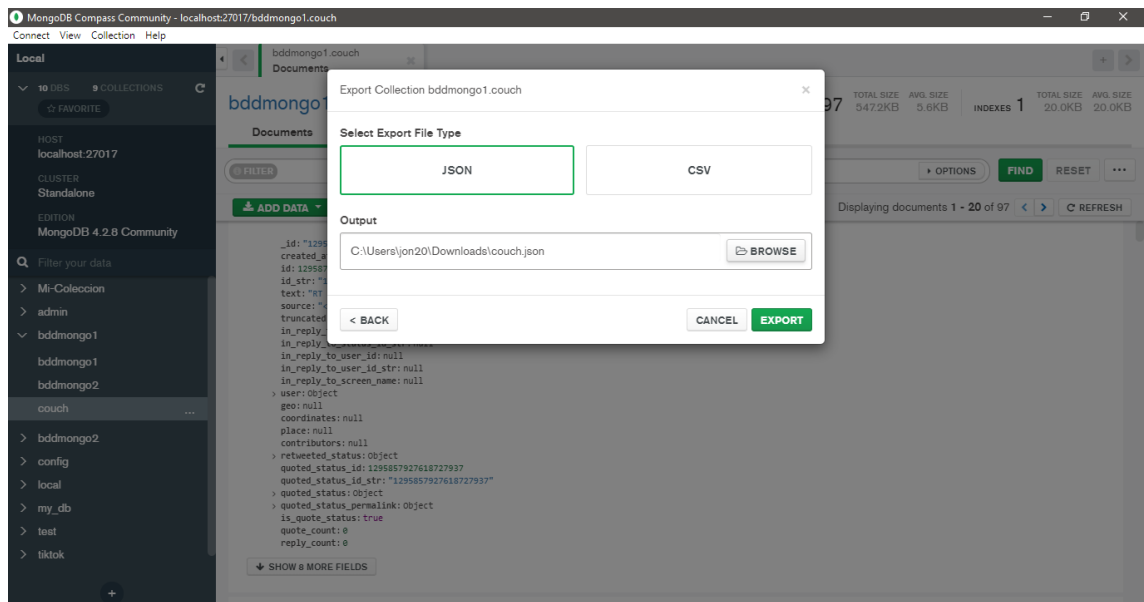 MongoDB Compass Community - localhost:27017/bddmongo1.couch
Connect View Collection Help
Local
10 DBS 9 COLLECTIONS
FAVORITE
HOST
localhost:27017
CLUSTER
Standalone
EDITION
MongoDB 4.2.8 Community
Filter your data
Mi-Coleccion
admin
bddmongo1
bddmongo1
bddmongo2
couch ...
bddmongo2
config
local
my_db
test
tiktok
+
bddmongo1.couch
Documents
bddmongo1
97 TOTAL SIZE 547.2KB AVG. SIZE 5.6KB INDEXES 1 TOTAL SIZE 20.0KB AVG. SIZE 20.0KB
Documents
FILTER
OPTIONS FIND RESET ...
ADD DATA
Displaying documents 1 - 20 of 97 < > REFRESH
Export Collection bddmongo1.couch ×
Select Export File Type
JSON CSV
Output
C:\Users\jon20\Downloads\couch.json BROWSE
< BACK CANCEL EXPORT
_id: "1295
created_a
id: 129587
id_str: "1
text: "RT
source: "<
truncated
in_reply_
in_reply_to_status_id_str: null
in_reply_to_user_id: null
in_reply_to_user_id_str: null
in_reply_to_screen_name: null
> user: Object
geo: null
coordinates: null
place: null
contributors: null
> retweeted_status: Object
quoted_status_id: 1295857927618727937
quoted_status_id_str: "1295857927618727937"
> quoted_status: Object
> quoted_status_permalink: Object
is_quote_status: true
quote_count: 0
reply_count: 0
SHOW 8 MORE FIELDS